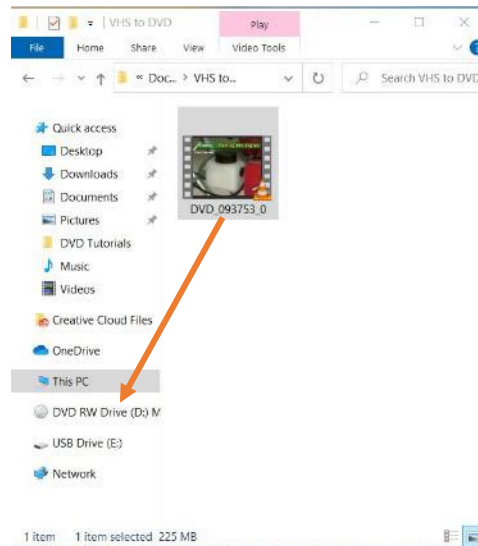 VHS to DVD
Play
File
Home
Share
View
Video Tools
« Doc... > VHS to...
Search VHS to DVD
Quick access
Desktop
Downloads
Documents
Pictures
DVD Tutorials
Music
Videos
Creative Cloud Files
OneDrive
This PC
DVD RW Drive (D:) M
USB Drive (E:)
Network
DVD_093753_0
1 item
1 item selected 225 MB